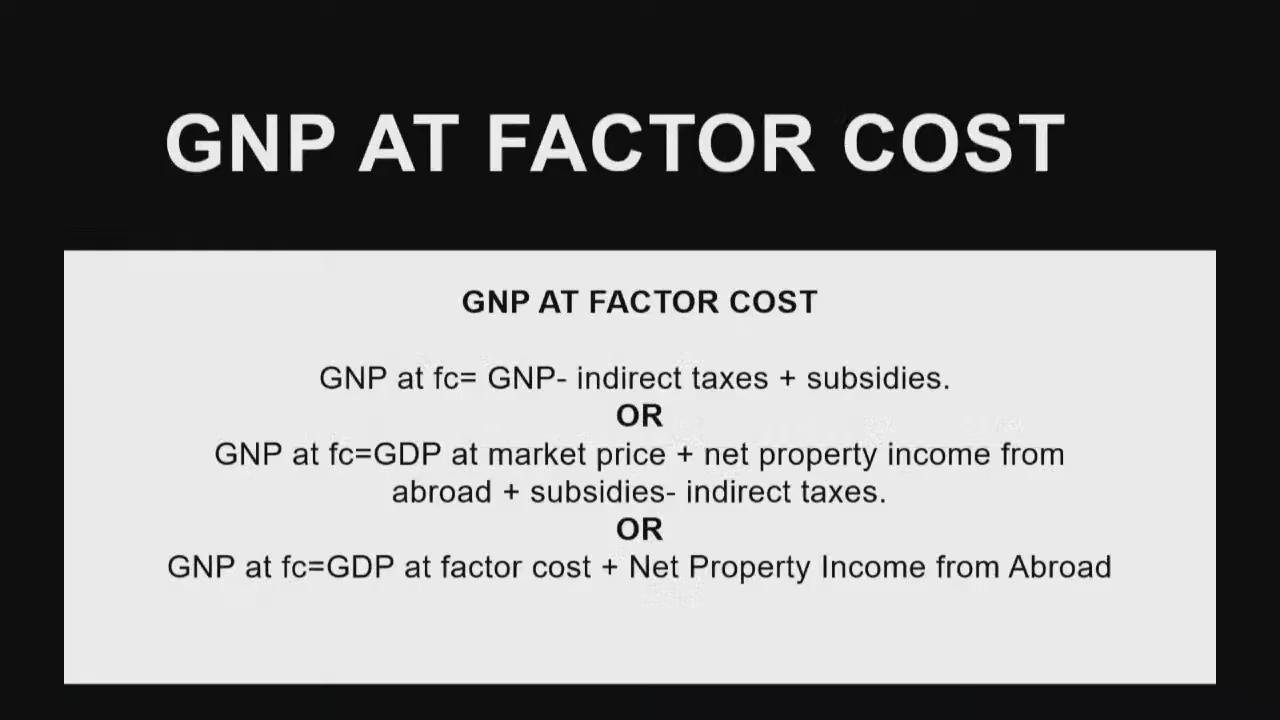 GNP AT FACTOR COST
GNP AT FACTOR COST
GNP at fc= GNP- indirect taxes + subsidies.
OR
GNP at fc=GDP at market price + net property income from
abroad + subsidies- indirect taxes.
OR
GNP at fc=GDP at factor cost + Net Property Income from Abroad